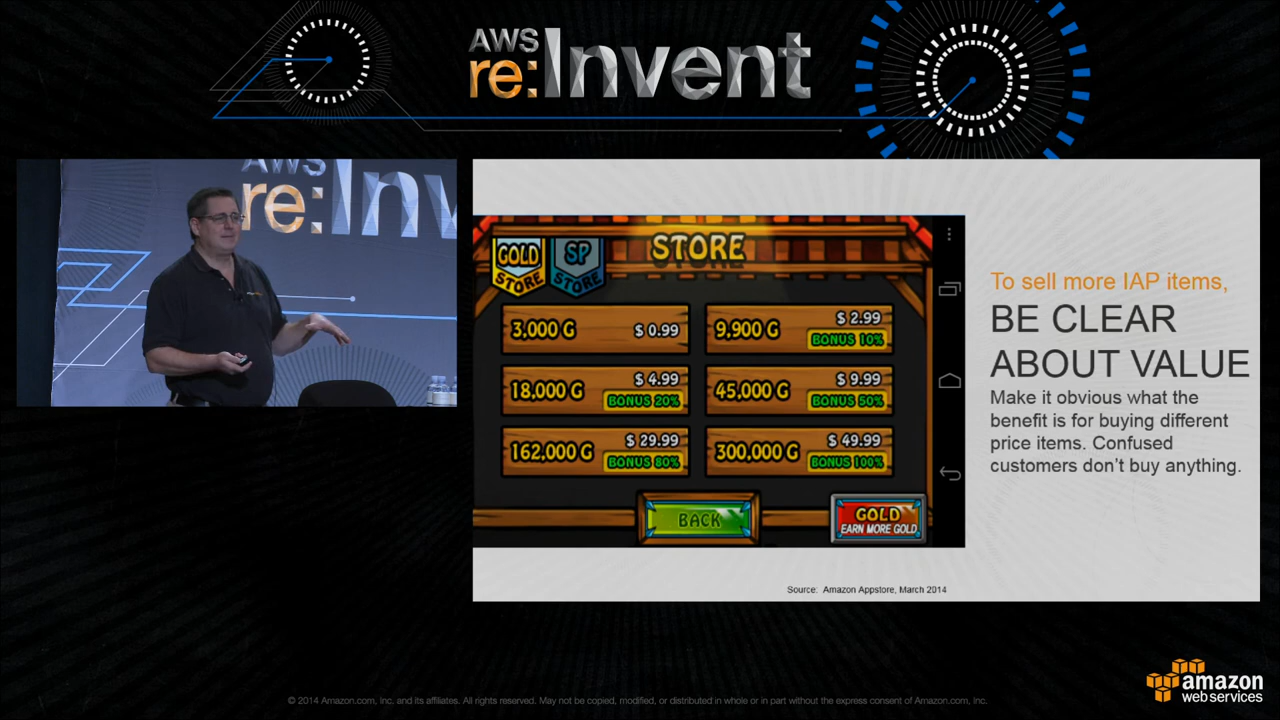 AWS
re:Invent
AWS
re:Inv
GOLD
STORE
SP
STORE
STORE
3,000 G
$ 0.99
9,900 G
$ 2.99
BONUS 10%
18,000 G
$ 4.99
BONUS 20%
45,000 G
$ 9.99
BONUS 50%
162,000 G
$ 29.99
BONUS 80%
300,000 G
$ 49.99
BONUS 100%
BACK
GOLD
EARN MORE GOLD
To sell more IAP items,
BE CLEAR
ABOUT VALUE
Make it obvious what the
benefit is for buying different
price items. Confused
customers don't buy anything.
Source: Amazon Appstore, March 2014
© 2014 Amazon.com, Inc. and its affiliates. All rights reserved. May not be copied, modified, or distributed in whole or in part without the express consent of Amazon.com, Inc.
amazon
web services